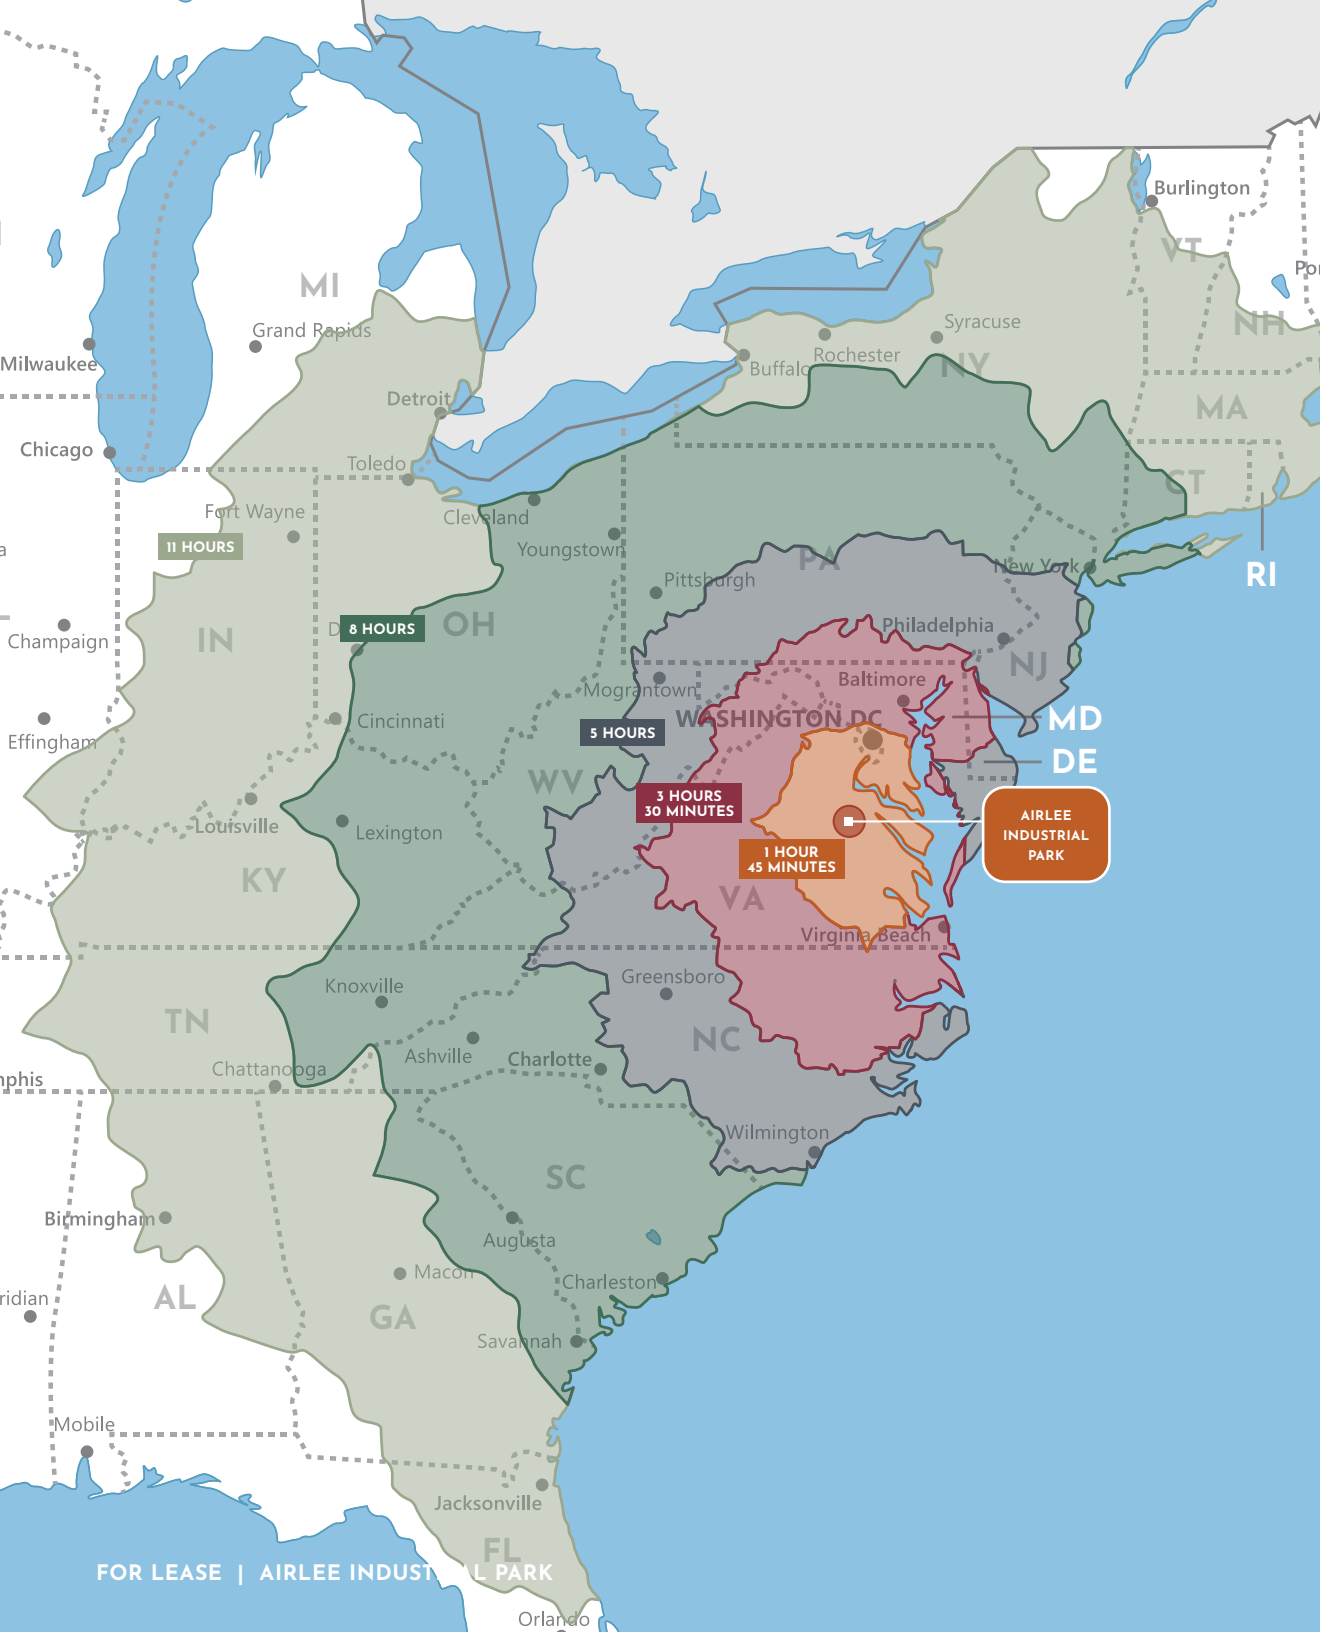 Burlington
VT
Por
MI
NH
Syracuse
Grand Rapids
Rochester
Milwaukee
Buffalo
NY
Detroit
MA
Chicago
Toledo
CT
Fort Wayne
Cleveland
11 HOURS
Youngstown
PA
New York
RI
Pittsburgh
Champaign
IN
D
8 HOURS
OH
Philadelphia
NJ
Mograntown
Baltimore
Cincinnati
WASHINGTON DC
MD
Effingham
5 HOURS
DE
WV
3 HOURS
30 MINUTES
AIRLEE
INDUSTRIAL
PARK
Louisville
Lexington
1 HOUR
45 MINUTES
KY
VA
Virginia Beach
Knoxville
Greensboro
TN
NC
Ashville
Charlotte
Chattanooga
nphis
Wilmington
SC
Birmingham
Augusta
Macon
Charleston
ridian
AL
GA
Savannah
Mobile
Jacksonville
FL
FOR LEASE | AIRLEE INDUSTRIAL PARK
Orlando